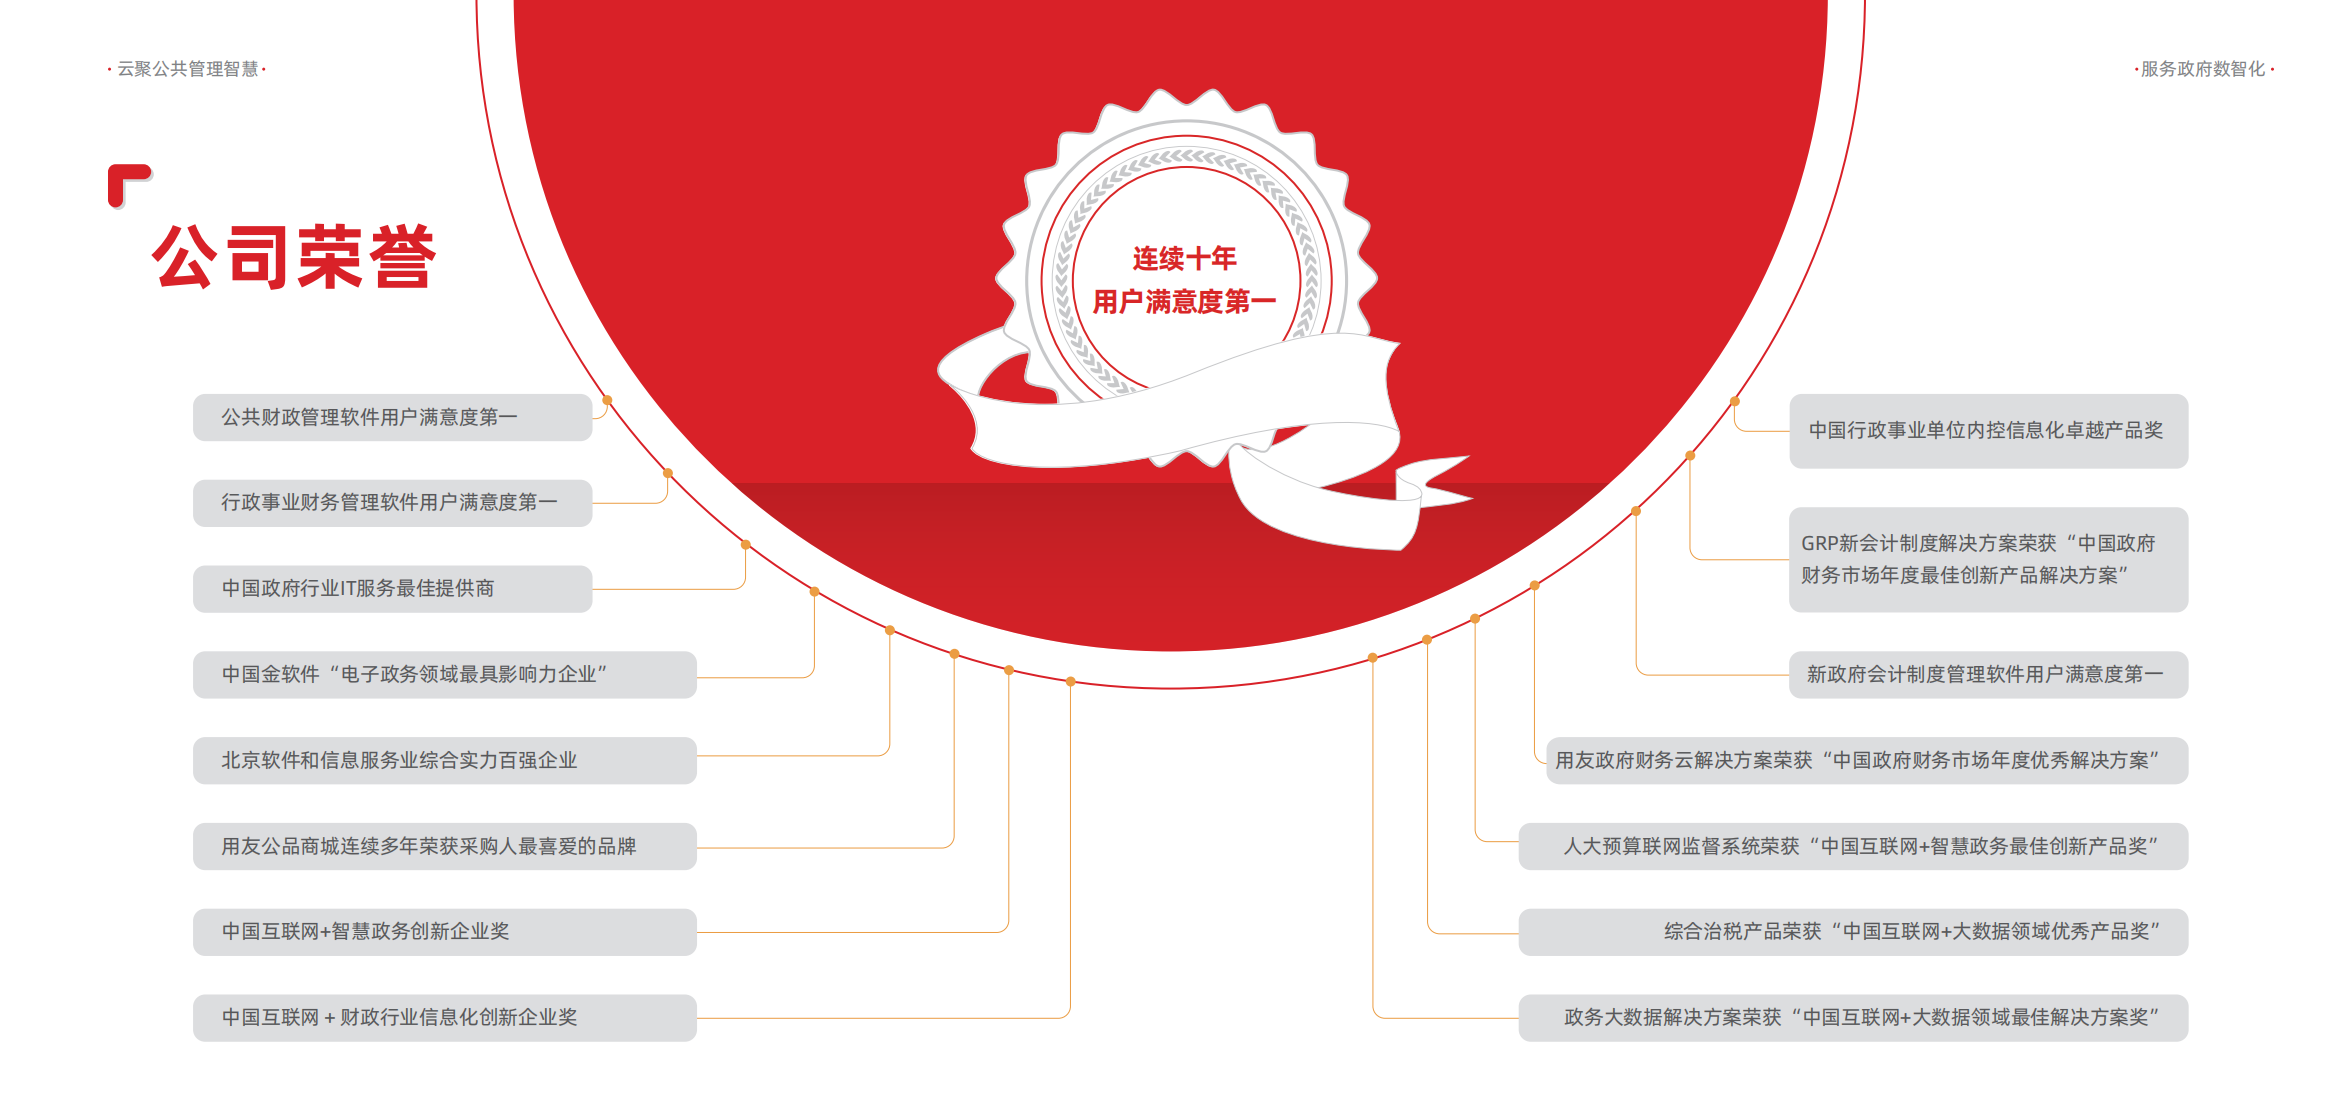 · 云聚公共管理智慧 ·
· 服务政府数智化 ·
公司荣誉
连续十年
用户满意度第一
公共财政管理软件用户满意度第一
行政事业财务管理软件用户满意度第一
中国政府行业IT服务最佳提供商
中国金软件“电子政务领域最具影响力企业”
北京软件和信息服务业综合实力百强企业
用友公品商城连续多年荣获采购人最喜爱的品牌
中国互联网+智慧政务创新企业奖
中国互联网 + 财政行业信息化创新企业奖
中国行政事业单位内控信息化卓越产品奖
GRP新会计制度解决方案荣获“中国政府
财务市场年度最佳创新产品解决方案”
新政府会计制度管理软件用户满意度第一
用友政府财务云解决方案荣获“中国政府财务市场年度优秀解决方案”
人大预算联网监督系统荣获“中国互联网+智慧政务最佳创新产品奖”
综合治税产品荣获“中国互联网+大数据领域优秀产品奖”
政务大数据解决方案荣获“中国互联网+大数据领域最佳解决方案奖”